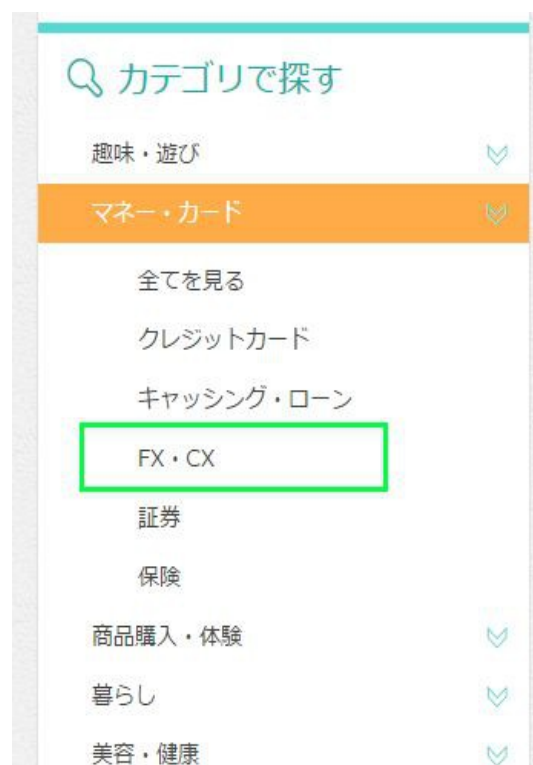 カテゴリで探す
趣味・遊び
マネー・カード
全てを見る
クレジットカード
キャッシング・ローン
FX・CX
証券
保険
商品購入・体験
暮らし
美容・健康